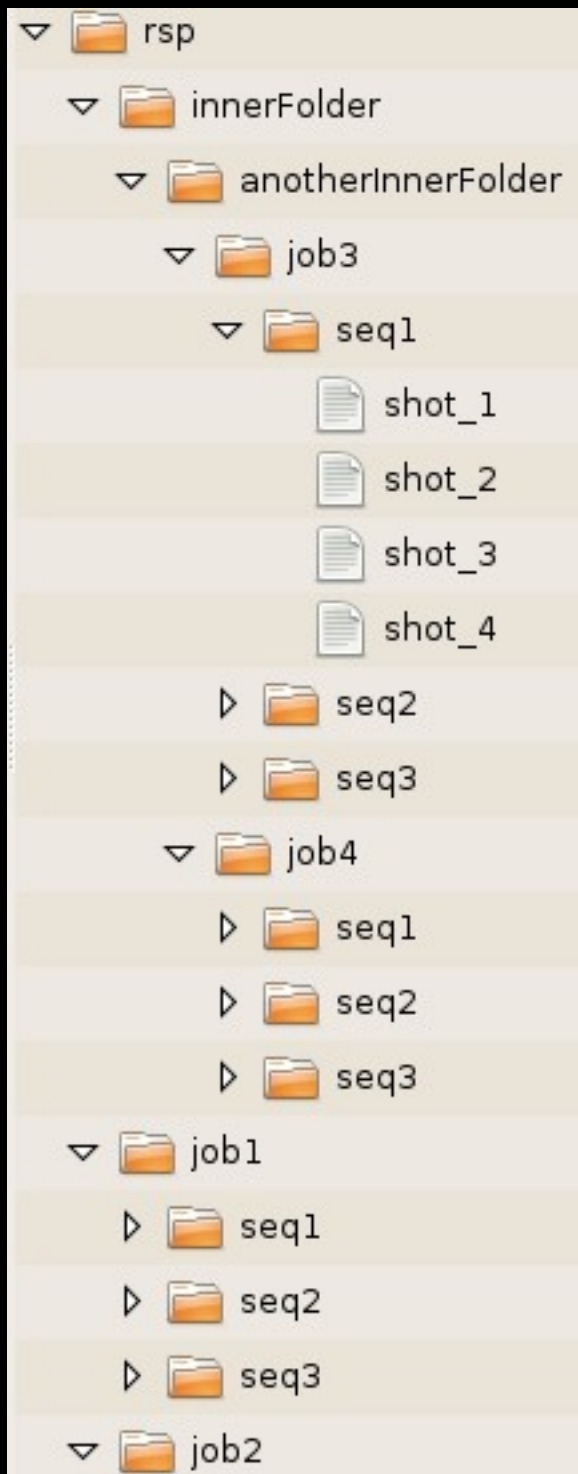 rsp
innerFolder
anotherInnerFolder
job3
seq1
shot_1
shot_2
shot_3
shot_4
seq2
seq3
job4
seq1
seq2
seq3
job1
seq1
seq2
seq3
job2